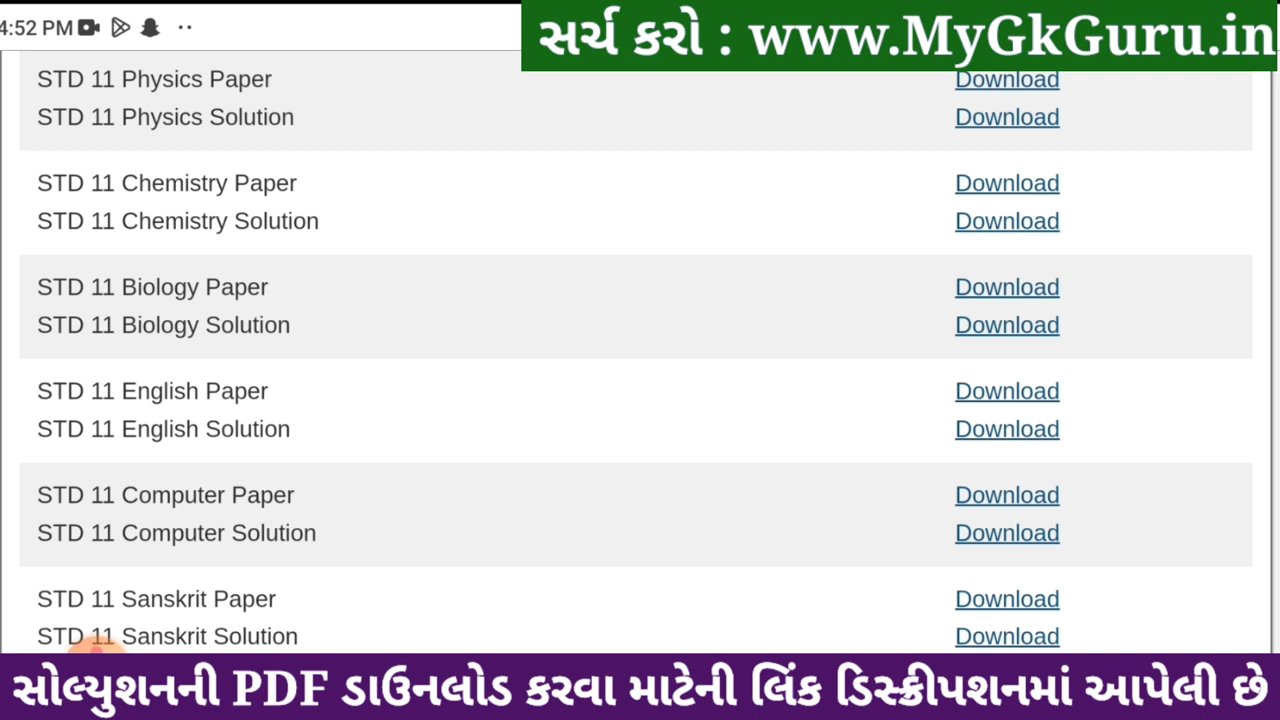 4:52 PM
સર્ચ કરો : www.MyGkGuru.in
STD 11 Physics Paper Download
STD 11 Physics Solution Download
STD 11 Chemistry Paper Download
STD 11 Chemistry Solution Download
STD 11 Biology Paper Download
STD 11 Biology Solution Download
STD 11 English Paper Download
STD 11 English Solution Download
STD 11 Computer Paper Download
STD 11 Computer Solution Download
STD 11 Sanskrit Paper Download
STD 11 Sanskrit Solution Download
સોલ્યુશનની PDF ડાઉનલોડ કરવા માટેની લિંક ડિસ્ક્રીપશનમાં આપેલી છે